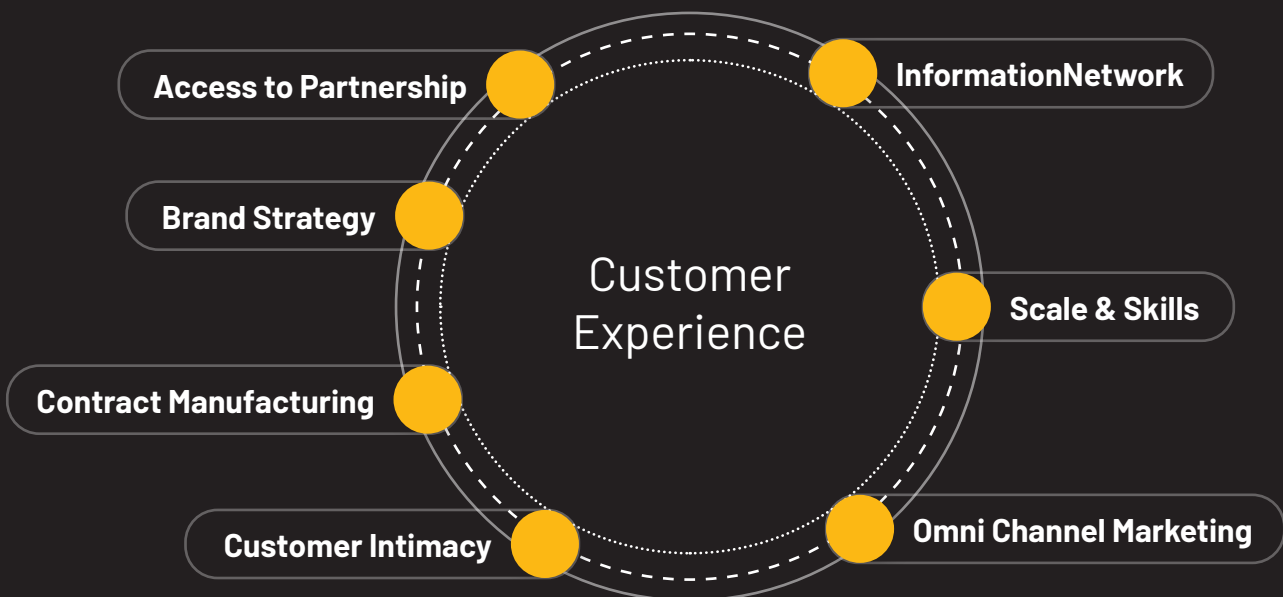 Access to Partnership
InformationNetwork
Brand Strategy
Customer
Experience
Scale & Skills
Contract Manufacturing
Customer Intimacy
Omni Channel Marketing